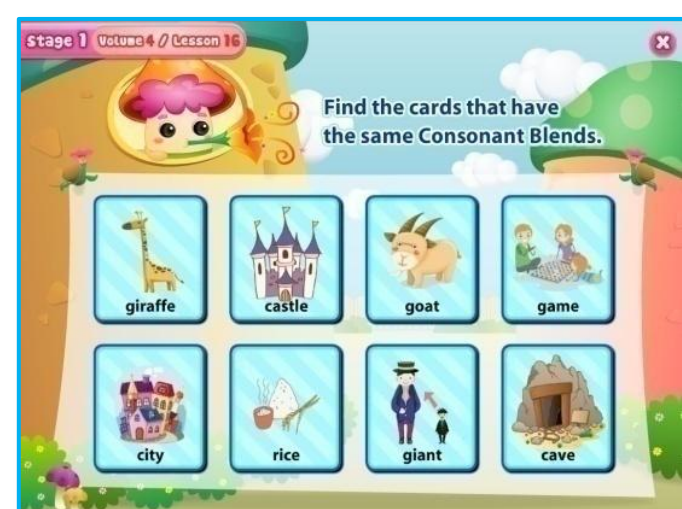 Stage 1 Volume 4 / Lesson 16
Find the cards that have
the same Consonant Blends.
giraffe castle goat game
city rice giant cave